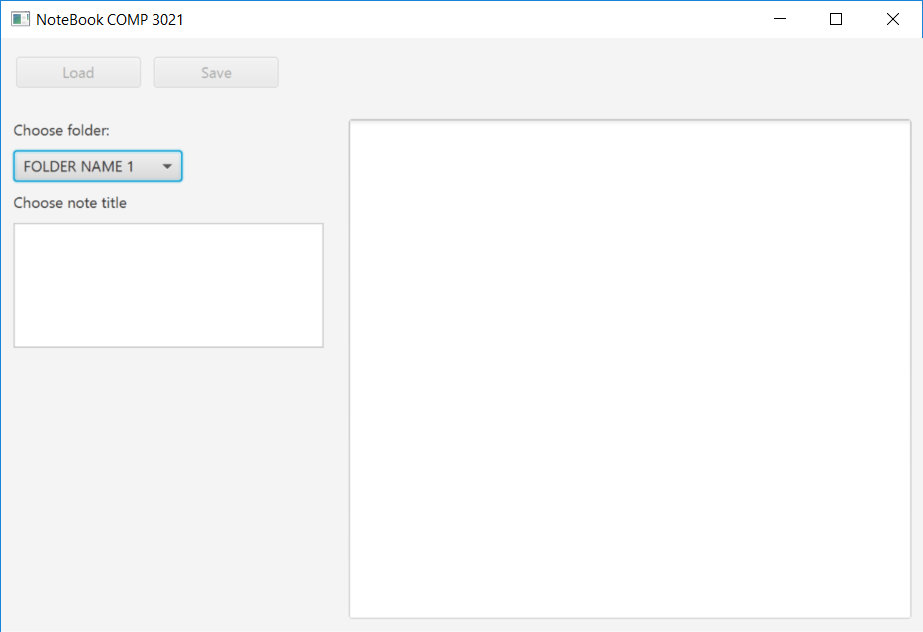 NoteBook COMP 3021
Load Save
Choose folder:
FOLDER NAME 1
Choose note title